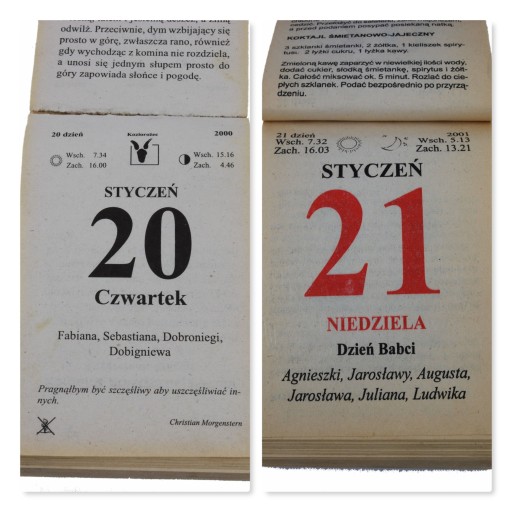 odwilż. Przeciwnie, dym wzbijający się
prosto w górę, zwłaszcza rano, również
gdy wychodząc z komina nie rozdziela,
a unosi się jednym słupem prosto do
góry zapowiada słońce i pogodę.
20 dzień
Koziorożec
2000
Wsch. 7.34
Zach. 16.00
Wsch. 15.16
Zach. 4.46
STYCZEŃ
20
Czwartek
Fabiana, Sebastiana, Dobroniegi,
Dobigniewa
Pragnąłbym być szczęśliwy aby uszczęśliwiać in-
nych.
Christian Morgenstern
a przed podaniem posypać posiekaną natką.
KOKTAJL ŚMIETANOWO-JAJECZNY
3 szklanki śmietanki, 2 żółtka, 1 kieliszek spiry-
tusu, 2 łyżki cukru, 1 łyżka kawy.
Zmieloną kawę zaparzyć w niewielkiej ilości wody,
dodać cukier, słodką śmietankę, spirytus i żółt-
ka. Całość miksować ok. 5 minut. Rozlać do cie-
płych szklanek. Podać bezpośrednio po przyrzą-
dzeniu.
21 dzień
Wsch. 7.32
Zach. 16.03
2001
Wsch. 5.13
Zach. 13.21
STYCZEŃ
21
NIEDZIELA
Dzień Babci
Agnieszki, Jarosławy, Augusta,
Jarosława, Juliana, Ludwika